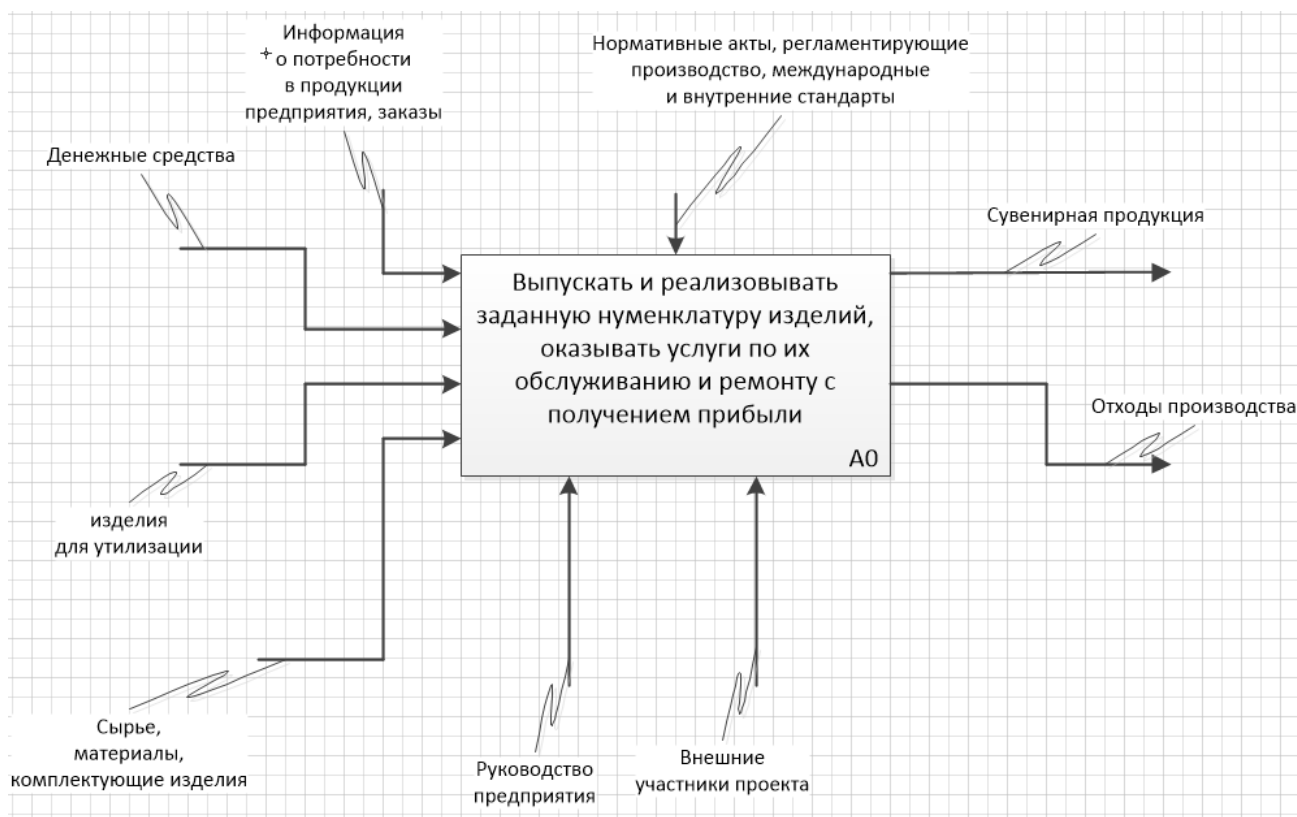 Информация
о потребности
в продукции
предприятия, заказы
Нормативные акты, регламентирующие
производство, международные
и внутренние стандарты
Денежные средства
Сувенирная продукция
Выпускать и реализовывать
заданную нуменклатуру изделий,
оказывать услуги по их
обслуживанию и ремонту с
получением прибыли
A0
Отходы производства
изделия
для утилизации
Сырье,
материалы,
комплектующие изделия
Руководство
предприятия
Внешние
участники проекта